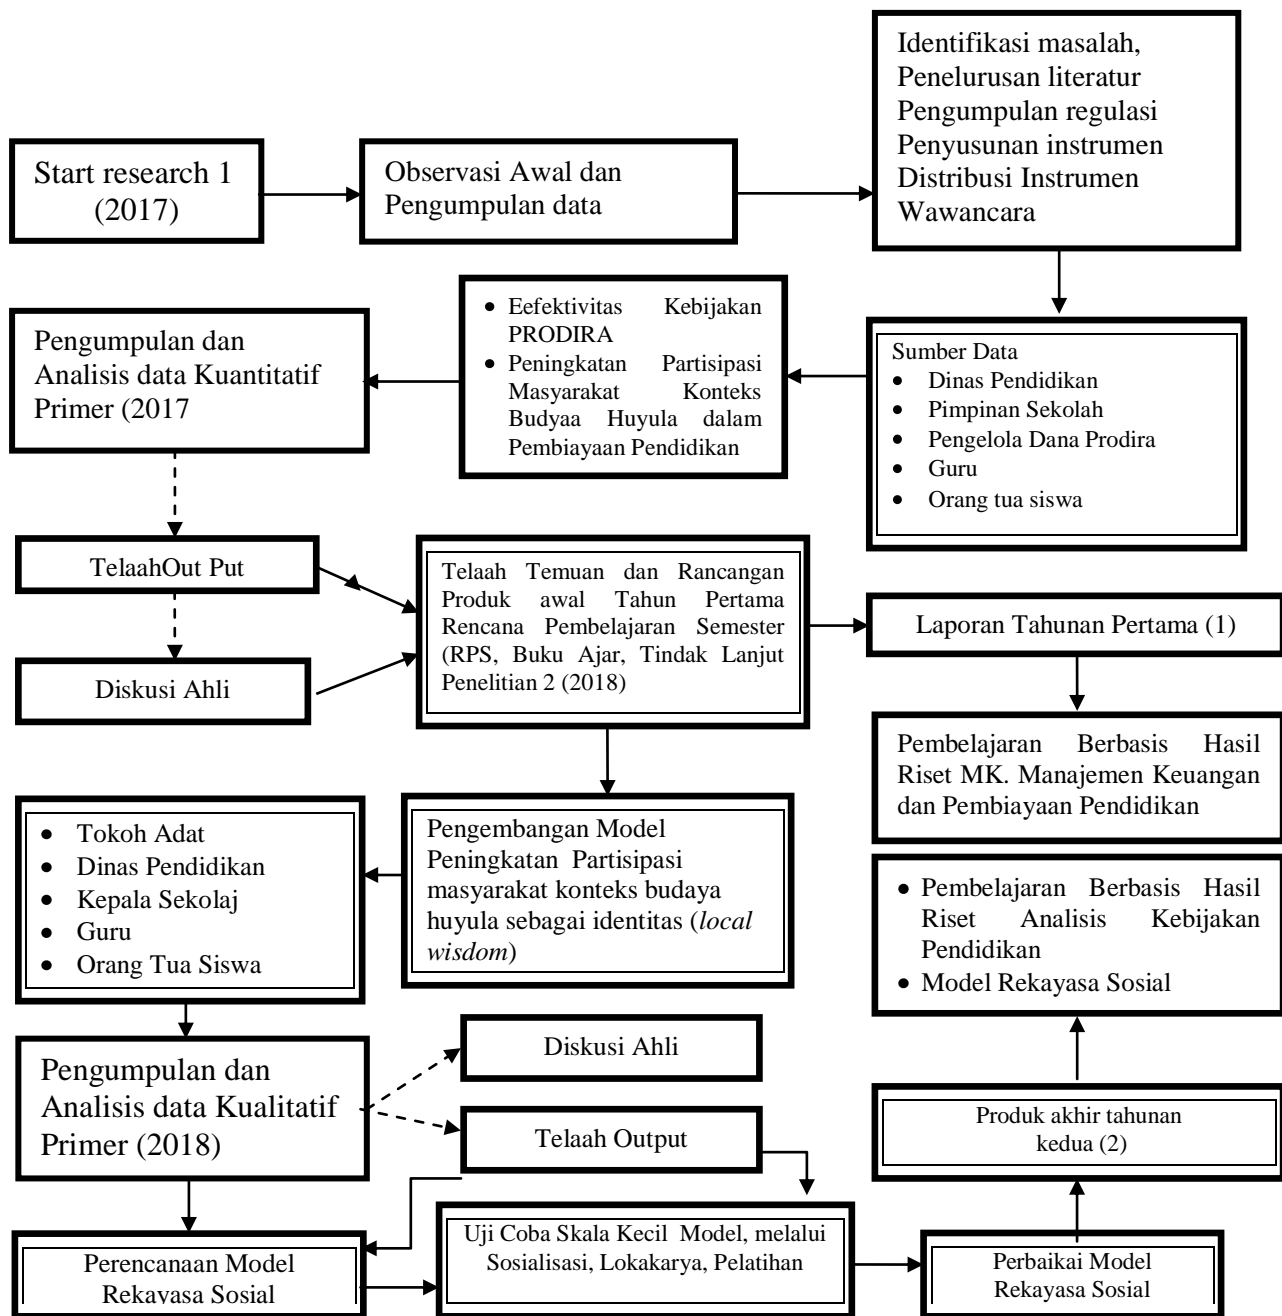 Start research 1
(2017)
Observasi Awal dan
Pengumpulan data
Identifikasi masalah,
Penelurusan literatur
Pengumpulan regulasi
Penyusunan instrumen
Distribusi Instrumen
Wawancara
Sumber Data
• Dinas Pendidikan
• Pimpinan Sekolah
• Pengelola Dana Prodira
• Guru
• Orang tua siswa
• Eefektivitas Kebijakan
PRODIRA
• Peningkatan Partisipasi
Masyarakat Konteks
Budyaa Huyula dalam
Pembiayaan Pendidikan
Pengumpulan dan
Analisis data Kuantitatif
Primer (2017
TelaahOut Put
Diskusi Ahli
Telaah Temuan dan Rancangan
Produk awal Tahun Pertama
Rencana Pembelajaran Semester
(RPS, Buku Ajar, Tindak Lanjut
Penelitian 2 (2018)
Laporan Tahunan Pertama (1)
Pembelajaran Berbasis Hasil
Riset MK. Manajemen Keuangan
dan Pembiayaan Pendidikan
Pengembangan Model
Peningkatan Partisipasi
masyarakat konteks budaya
huyula sebagai identitas (local
wisdom)
• Tokoh Adat
• Dinas Pendidikan
• Kepala Sekolaj
• Guru
• Orang Tua Siswa
Pengumpulan dan
Analisis data Kualitatif
Primer (2018)
Diskusi Ahli
Telaah Output
Perencanaan Model
Rekayasa Sosial
Uji Coba Skala Kecil Model, melalui
Sosialisasi, Lokakarya, Pelatihan
Perbaikai Model
Rekayasa Sosial
Produk akhir tahunan
kedua (2)
• Pembelajaran Berbasis Hasil
Riset Analisis Kebijakan
Pendidikan
• Model Rekayasa Sosial